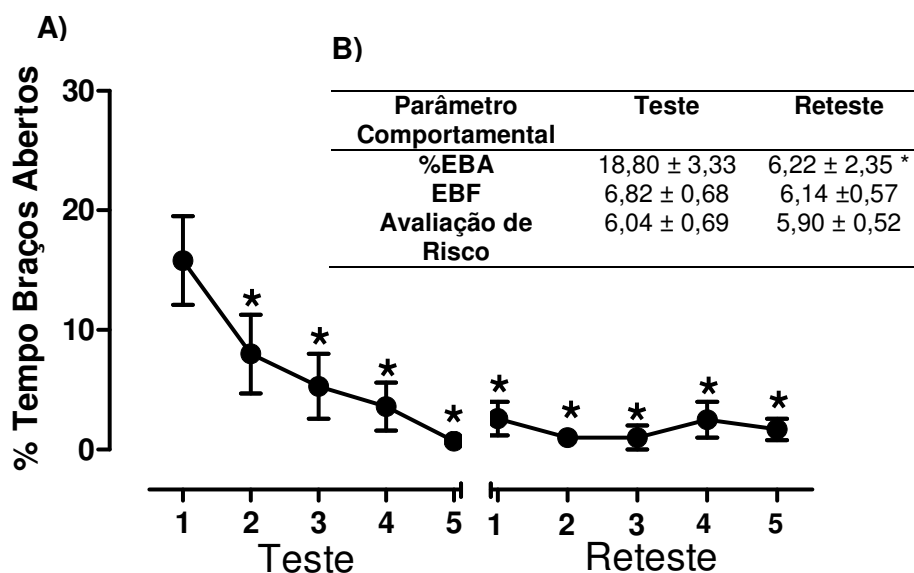 A)
% Tempo Braços Abertos
30
20
10
0
*
*
*
*
*
*
*
*
*
1
2
3
4
5
1
2
3
4
5
Teste
Reteste
B)
Parâmetro Comportamental
Teste
Reteste
%EBA 18,80 ± 3,33 6,22 ± 2,35 *
EBF 6,82 ± 0,68 6,14 ±0,57
Avaliação de 6,04 ± 0,69 5,90 ± 0,52
Risco